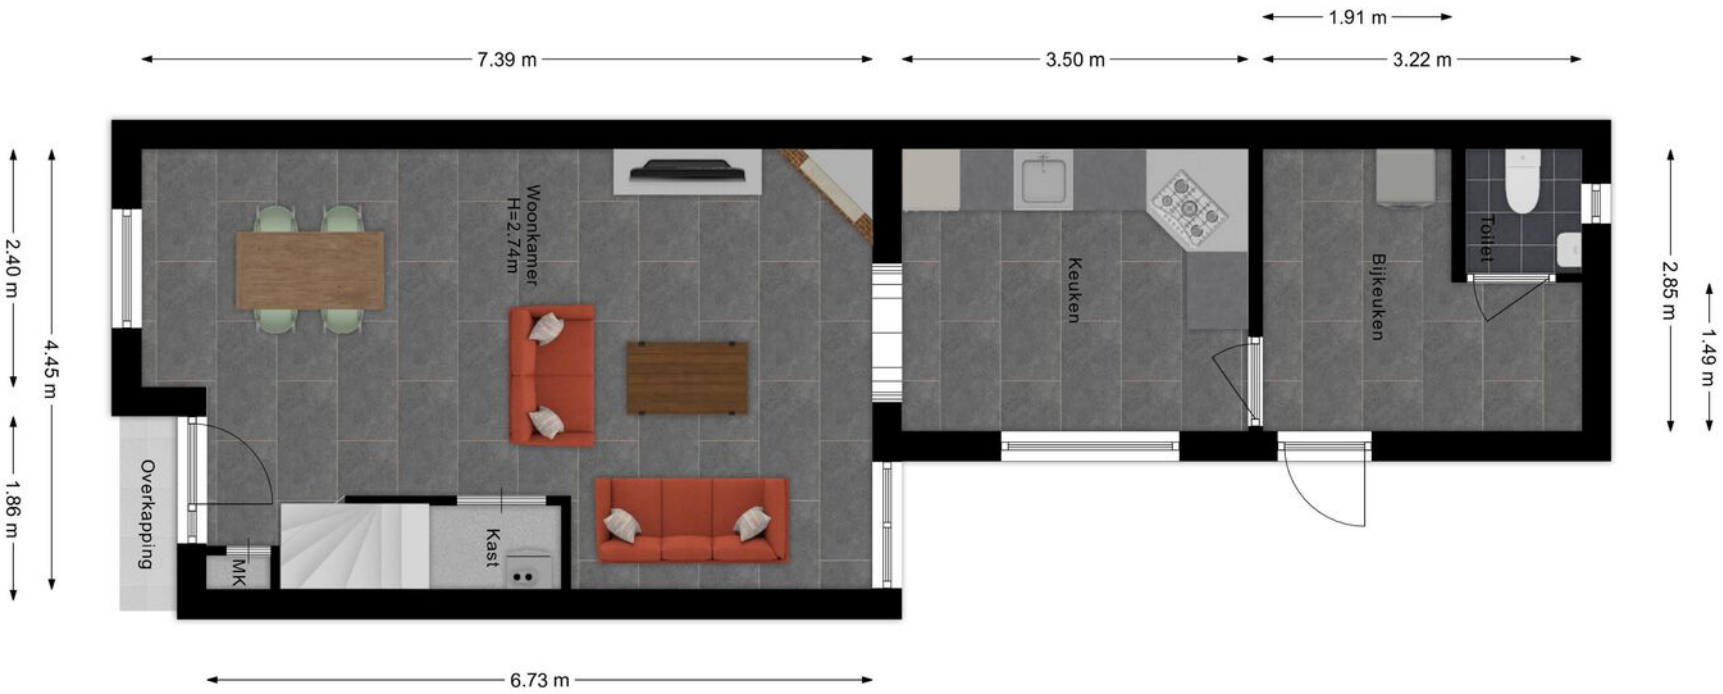 1.91 m
7.39 m
3.50 m
3.22 m
Woonkamer
H=2.74m
Keuken
Bijkeuken
Toilet
2.40 m
4.45 m
1.86 m
2.85 m
1.49 m
Overkapping
MK
Kast
6.73 m